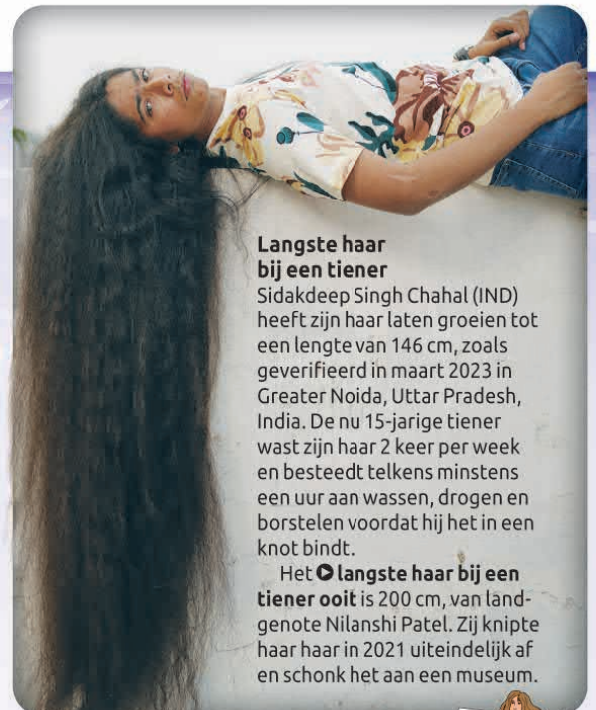 Langste haar
bij een tiener
Sidakdeep Singh Chahal (IND)
heeft zijn haar laten groeien tot
een lengte van 146 cm, zoals
geverifieerd in maart 2023 in
Greater Noida, Uttar Pradesh,
India. De nu 15-jarige tiener
wast zijn haar 2 keer per week
en besteedt telkens minstens
een uur aan wassen, drogen en
borstelen voordat hij het in een
knot bindt.
Het langste haar bij een
tiener ooit is 200 cm, van land-
genote Nilanshi Patel. Zij knipte
haar haar in 2021 uiteindelijk af
en schonk het aan een museum.